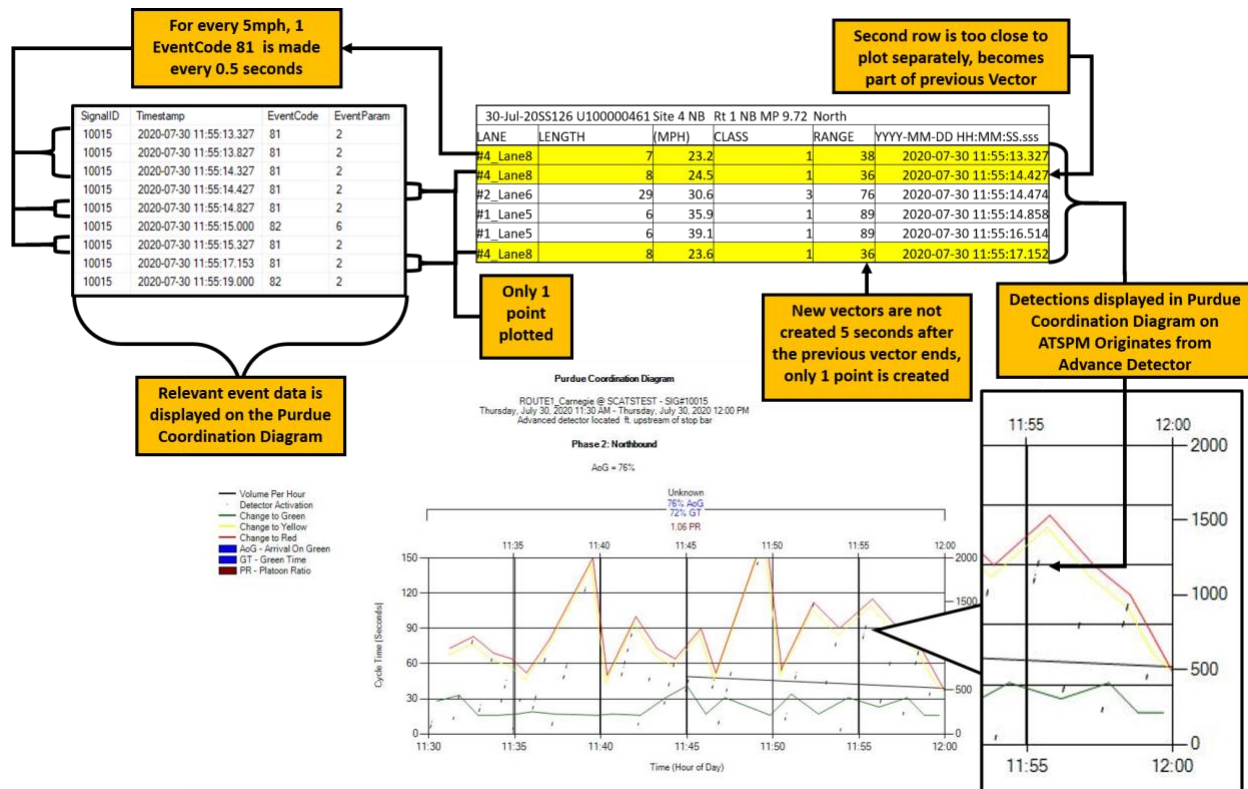 For every 5mph, 1
EventCode 81 is made
every 0.5 seconds
Second row is too close to
plot separately, becomes
part of previous Vector
SignalID Timestamp EventCode EventParam
10015 2020-07-30 11:55:13.327 81 2
10015 2020-07-30 11:55:13.827 81 2
10015 2020-07-30 11:55:14.327 81 2
10015 2020-07-30 11:55:14.427 81 2
10015 2020-07-30 11:55:14.827 81 2
10015 2020-07-30 11:55:15.000 82 6
10015 2020-07-30 11:55:15.327 81 2
10015 2020-07-30 11:55:17.153 81 2
10015 2020-07-30 11:55:19.000 82 2
30-Jul-20SS126 U100000461 Site 4 NB Rt 1 NB MP 9.72 North
LANE LENGTH (MPH) CLASS RANGE YYYY-MM-DD HH:MM:SS.sss
#4_Lane8 7 23.2 1 38 2020-07-30 11:55:13.327
#4_Lane8 8 24.5 1 36 2020-07-30 11:55:14.427
#2_Lane6 29 30.6 3 76 2020-07-30 11:55:14.474
#1_Lane5 6 35.9 1 89 2020-07-30 11:55:14.858
#1_Lane5 6 39.1 1 89 2020-07-30 11:55:16.514
#4_Lane8 8 23.6 1 36 2020-07-30 11:55:17.152
Only 1
point
plotted
New vectors are not
created 5 seconds after
the previous vector ends,
only 1 point is created
Detections displayed in Purdue
Coordination Diagram on
ATSPM Originates from
Advance Detector
Relevant event data is
displayed on the Purdue
Coordination Diagram
Purdue Coordination Diagram
ROUTE1_Carnegie @ SCATSTEST - SIG#10015
Thursday, July 30, 2020 11:30 AM - Thursday, July 30, 2020 12:00 PM
Advanced detector located ft. upstream of stop bar
Phase 2: Northbound
AoG = 76%
Volume Per Hour
Detector Activation
Change to Green
Change to Yellow
Change to Red
AoG - Arrival On Green
GT - Green Time
PR - Platoon Ratio
Unknown
76% AoG
72% GT
1.06 PR
11:35 11:40 11:45 11:50 11:55 12:00
150
120
90
60
30
0
Cycle Time (Seconds)
2000
1500
1000
500
0
11:30 11:35 11:40 11:45 11:50 11:55 12:00
Time (Hour of Day)
11:55 12:00
2000
1500
1000
500
0
11:55 12:00